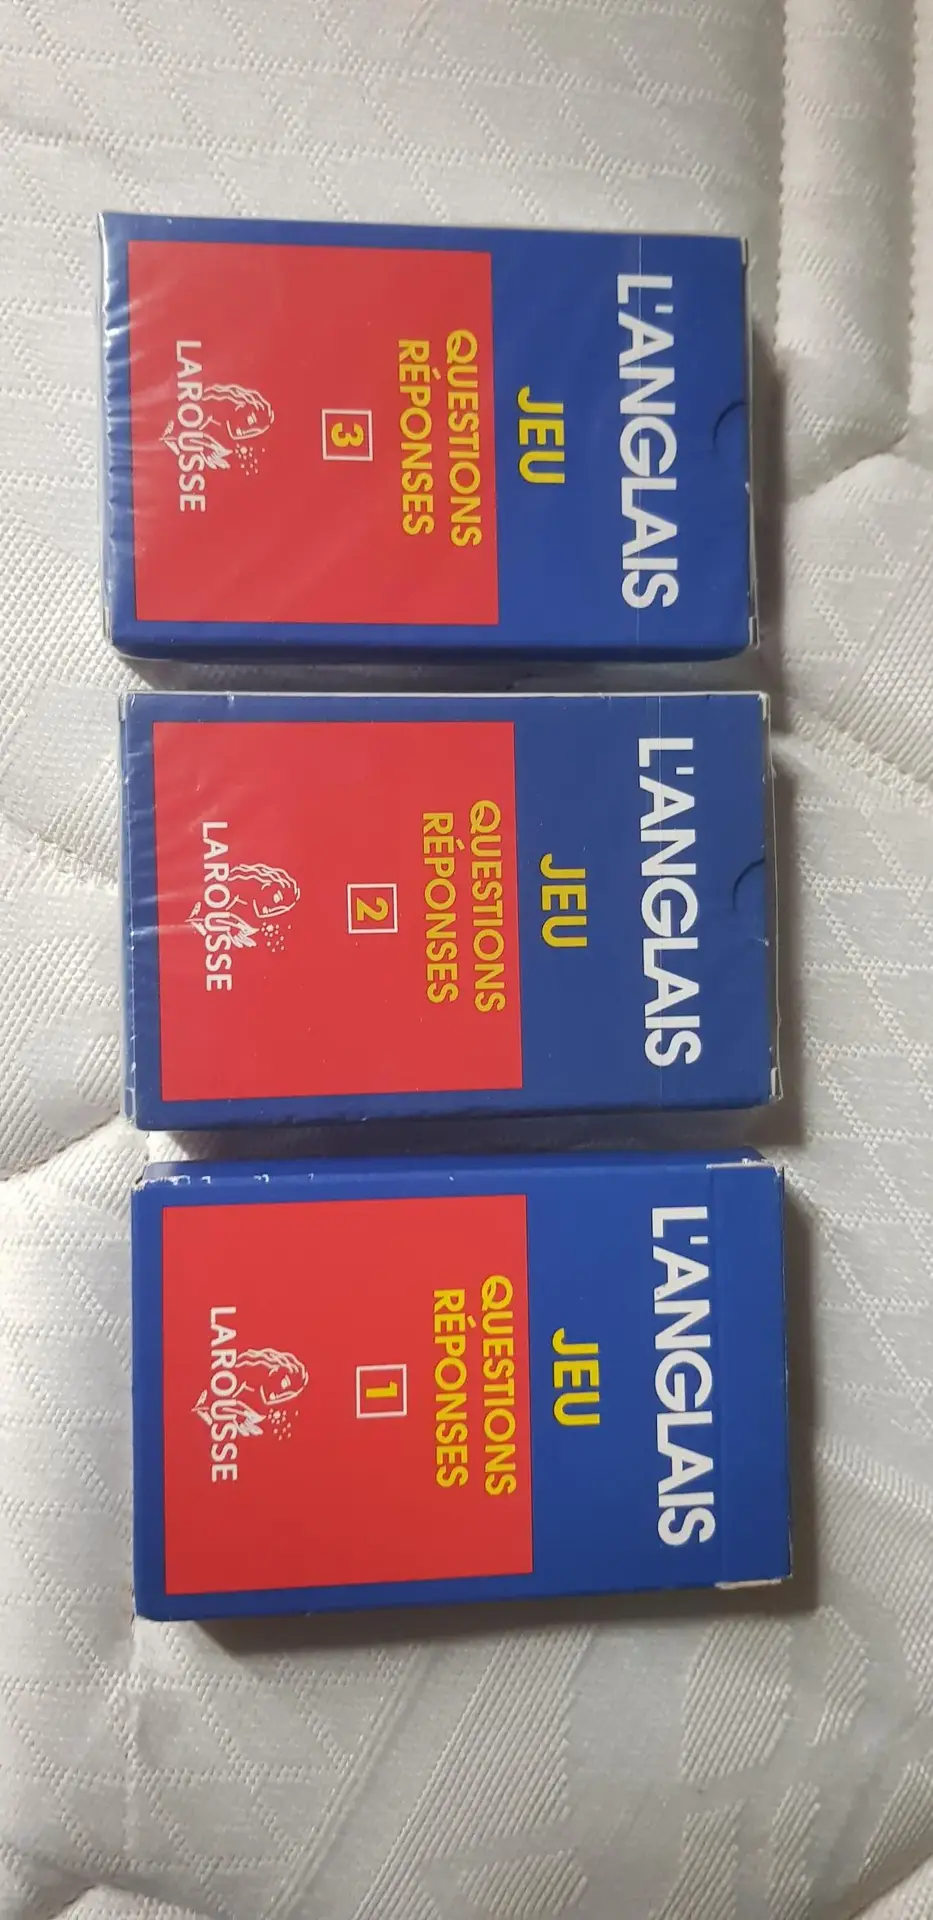 L'ANGLAIS
JEU
QUESTIONS
RÉPONSES
3
LAROUSSE
L'ANGLAIS
JEU
QUESTIONS
RÉPONSES
2
LAROUSSE
L'ANGLAIS
JEU
QUESTIONS
RÉPONSES
1
LAROUSSE